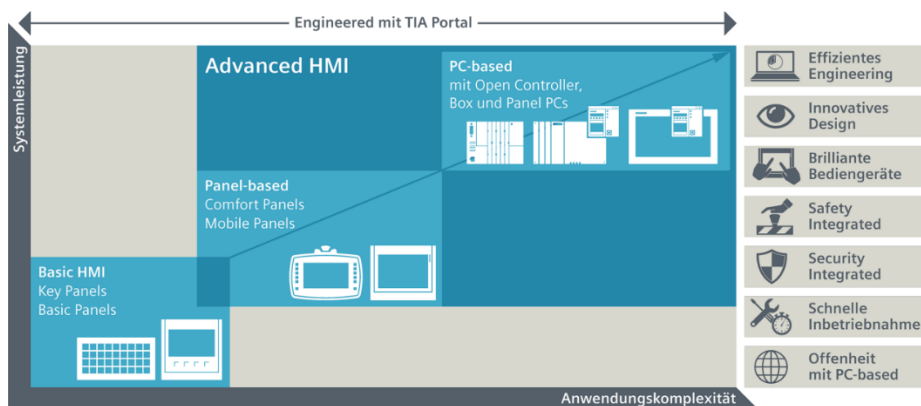 Engineered mit TIA Portal
Systemleistung
Advanced HMI
PC-based
mit Open Controller,
Box und Panel PCs
Panel-based
Comfort Panels
Mobile Panels
Basic HMI
Key Panels
Basic Panels
Anwendungskomplexität
Effizientes
Engineering
Innovatives
Design
Brilliante
Bediengeräte
Safety
Integrated
Security
Integrated
Schnelle
Inbetriebnahme
Offenheit
mit PC-based